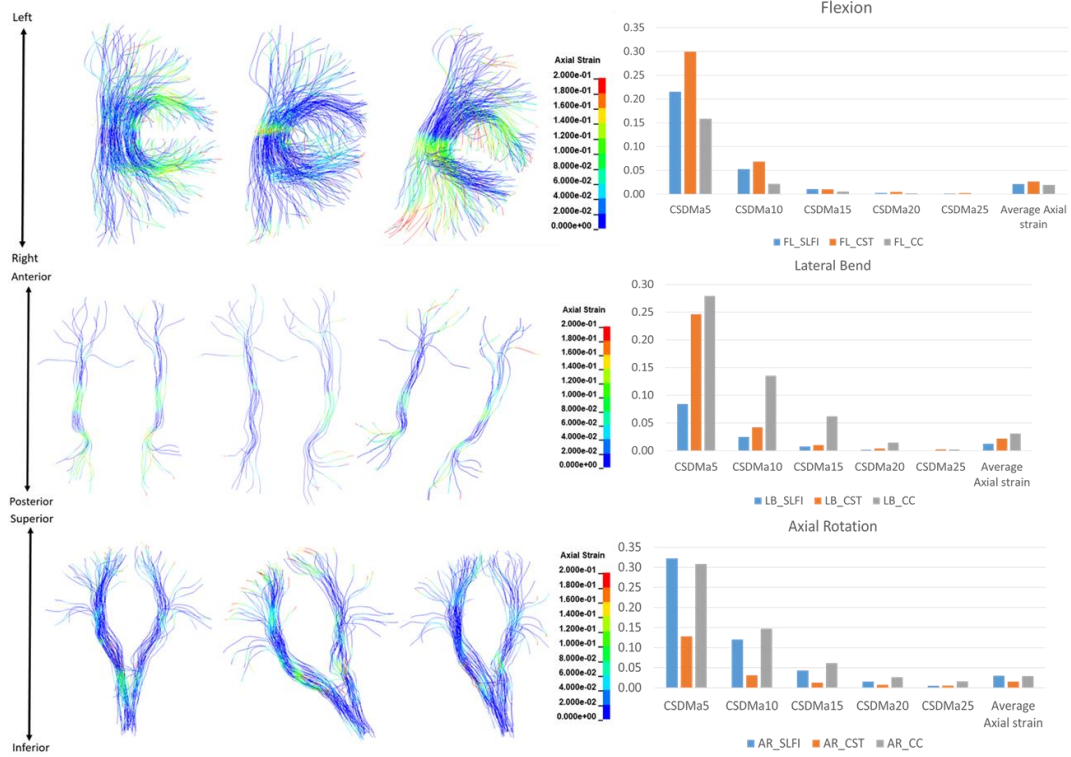 Left
Right
Axial Strain
2.000e-01
1.800e-01
1.600e-01
1.400e-01
1.200e-01
1.000e-01
8.000e-02
6.000e-02
4.000e-02
2.000e-02
0.000e+00
Flexion
0.35
0.30
0.25
0.20
0.15
0.10
0.05
0.00
CSDMa5 CSDMa10 CSDMa15 CSDMa20 CSDMa25 Average Axial
strain
FL_SLFI FL_CST FL_CC
Anterior
Posterior
Axial Strain
2.000e-01
1.800e-01
1.600e-01
1.400e-01
1.200e-01
1.000e-01
8.000e-02
6.000e-02
4.000e-02
2.000e-02
0.000e+00
Lateral Bend
0.30
0.25
0.20
0.15
0.10
0.05
0.00
CSDMa5 CSDMa10 CSDMa15 CSDMa20 CSDMa25 Average
Axial strain
LB_SLFI LB_CST LB_CC
Superior
Inferior
Axial Strain
2.000e-01
1.800e-01
1.600e-01
1.400e-01
1.200e-01
1.000e-01
8.000e-02
6.000e-02
4.000e-02
2.000e-02
0.000e+00
Axial Rotation
0.35
0.30
0.25
0.20
0.15
0.10
0.05
0.00
CSDMa5 CSDMa10 CSDMa15 CSDMa20 CSDMa25 Average
Axial strain
AR_SLFI AR_CST AR_CC